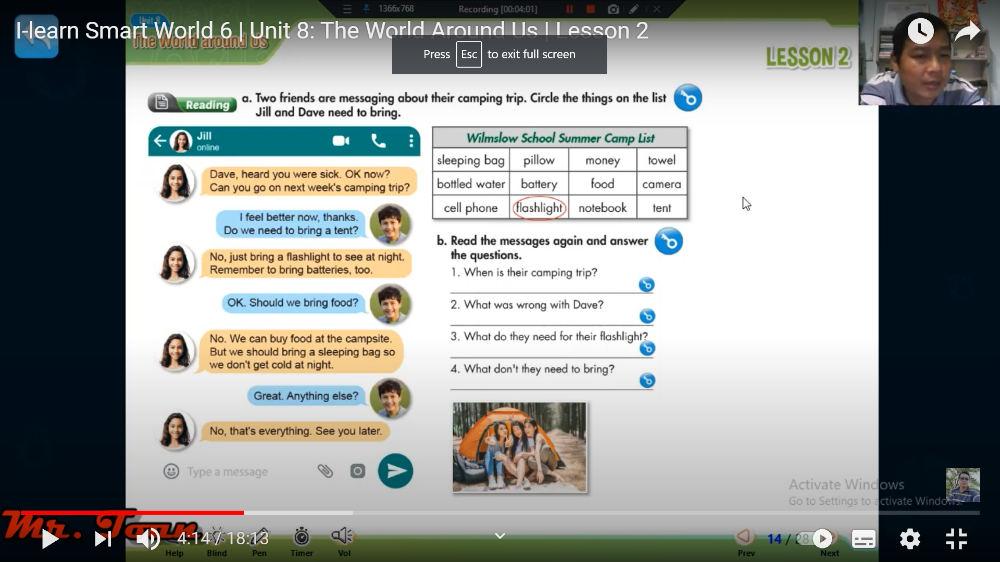 1366x768
Recording [00:04:01]
I-learn Smart World 6 | Unit 8: The World Around Us | Lesson 2
Unit 8
The World around Us
Press Esc to exit full screen
LESSON 2
Reading
a. Two friends are messaging about their camping trip. Circle the things on the list
Jill and Dave need to bring.
Jill
online
Dave, heard you were sick. OK now?
Can you go on next week's camping trip?
I feel better now, thanks.
Do we need to bring a tent?
No, just bring a flashlight to see at night.
Remember to bring batteries, too.
OK. Should we bring food?
No. We can buy food at the campsite.
But we should bring a sleeping bag so
we don't get cold at night.
Great. Anything else?
No, that's everything. See you later.
Type a message
Wilmslow School Summer Camp List
sleeping bag pillow money towel
bottled water battery food camera
cell phone flashlight notebook tent
b. Read the messages again and answer
the questions.
1. When is their camping trip?
2. What was wrong with Dave?
3. What do they need for their flashlight?
4. What don't they need to bring?
Activate Windows
Go to Settings to activate Windows.
Mr. Toan
4:14 / 18:13
Help Blind Pen Timer Vol
14 / 28
Prev Next